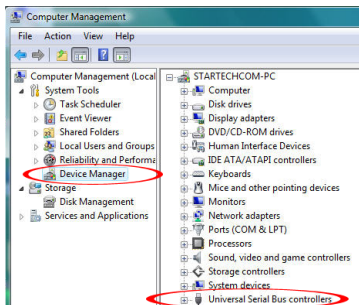 Computer Management
File Action View Help
Computer Management (Local
System Tools
Task Scheduler
Event Viewer
Shared Folders
Local Users and Groups
Reliability and Performa
Device Manager
Storage
Disk Management
Services and Applications
STARTECHCOM-PC
Computer
Disk drives
Display adapters
DVD/CD-ROM drives
Human Interface Devices
IDE ATA/ATAPI controllers
Keyboards
Mice and other pointing devices
Monitors
Network adapters
Ports (COM & LPT)
Processors
Sound, video and game controllers
Storage controllers
System devices
Universal Serial Bus controllers